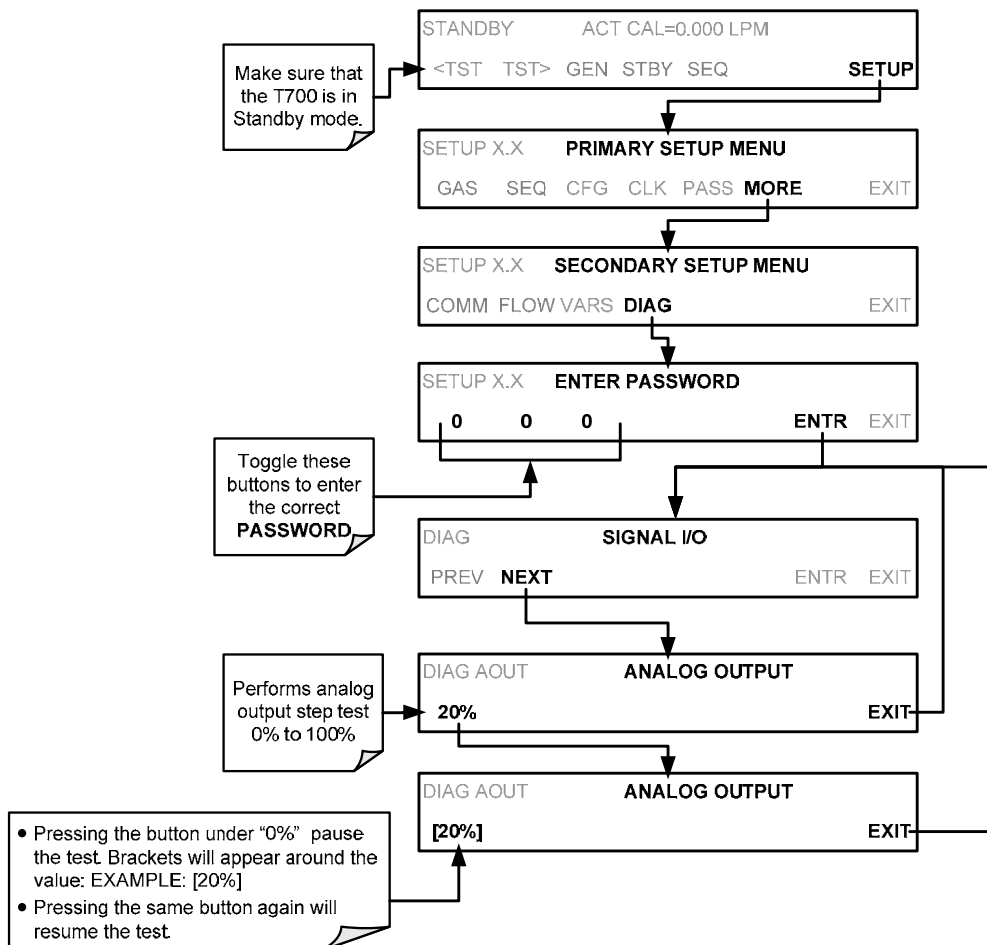 STANDBY ACT CAL=0.000 LPM
<TST TST> GEN STBY SEQ SETUP
Make sure that
the T700 is in
Standby mode.
SETUP X.X PRIMARY SETUP MENU
GAS SEQ CFG CLK PASS MORE EXIT
SETUP X.X SECONDARY SETUP MENU
COMM FLOW VARS DIAG EXIT
SETUP X.X ENTER PASSWORD
0 0 0 ENTR EXIT
Toggle these
buttons to enter
the correct
PASSWORD
DIAG SIGNAL I/O
PREV NEXT ENTR EXIT
DIAG AOUT ANALOG OUTPUT
20% EXIT
Performs analog
output step test
0% to 100%
DIAG AOUT ANALOG OUTPUT
[20%] EXIT
• Pressing the button under “0%” pause
the test. Brackets will appear around the
value: EXAMPLE: [20%]
• Pressing the same button again will
resume the test.